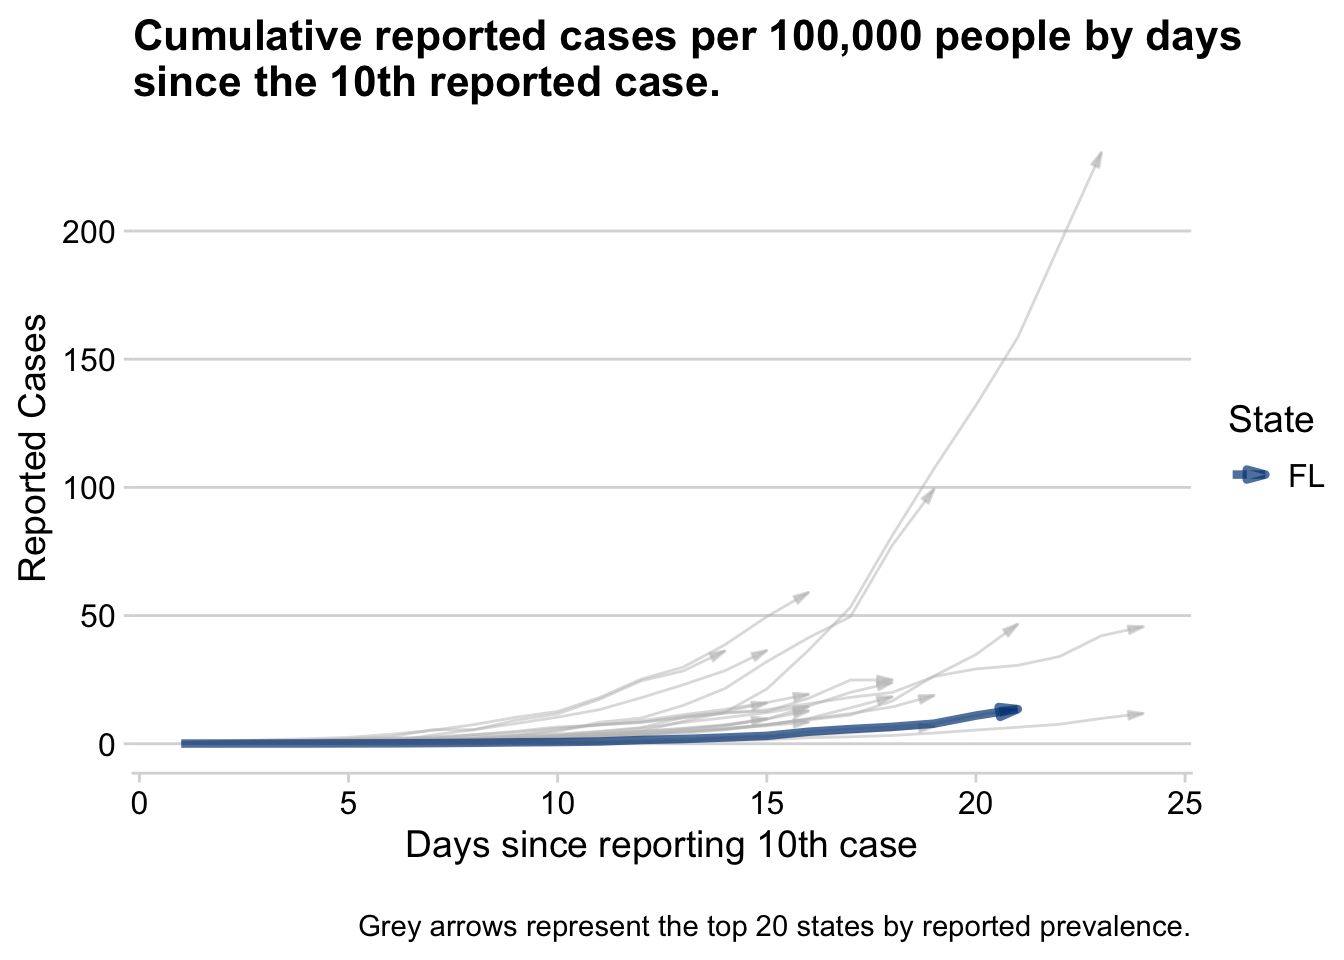 Cumulative reported cases per 100,000 people by days
since the 10th reported case.
200
150
100
50
0
Reported Cases
0 5 10 15 20 25
Days since reporting 10th case
State
FL
Grey arrows represent the top 20 states by reported prevalence.